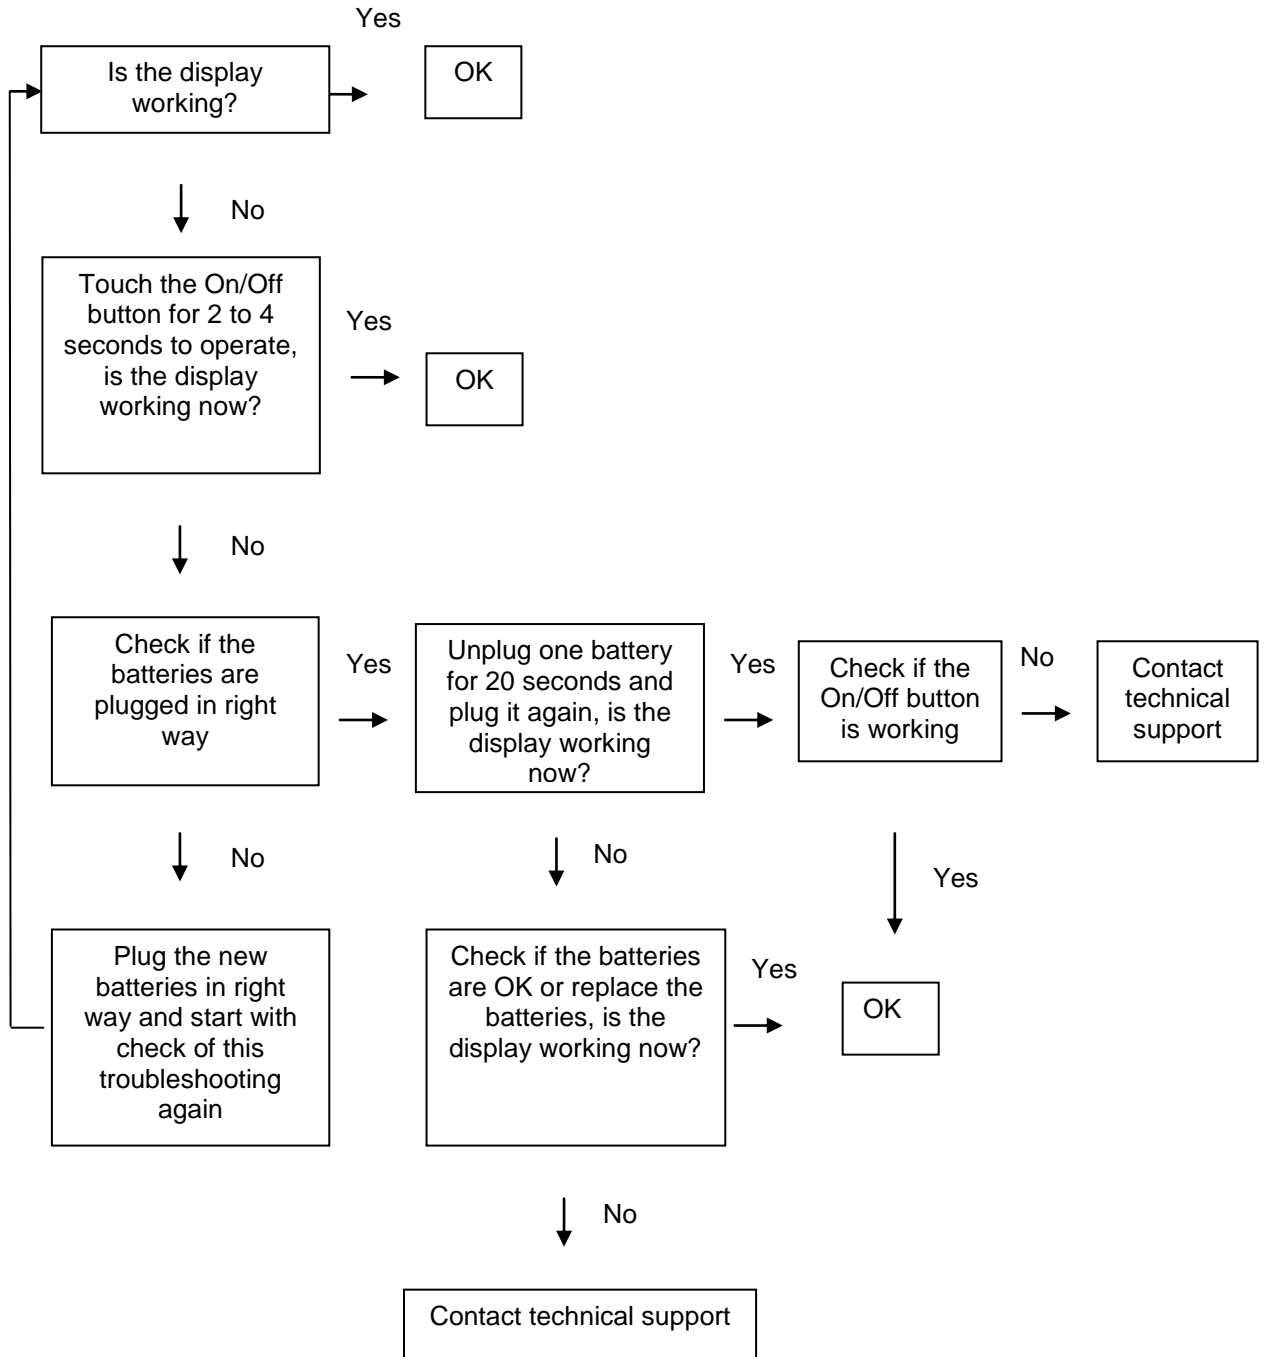 Yes
Is the display
working?
OK
No
Touch the On/Off
button for 2 to 4
seconds to operate,
is the display
working now?
Yes
OK
No
Check if the
batteries are
plugged in right
way
Yes
Unplug one battery
for 20 seconds and
plug it again, is the
display working
now?
Yes
Check if the
On/Off button
is working
No
Contact
technical
support
No
No
Yes
Plug the new
batteries in right
way and start with
check of this
troubleshooting
again
Check if the batteries
are OK or replace the
batteries, is the
display working now?
Yes
OK
No
Contact technical support